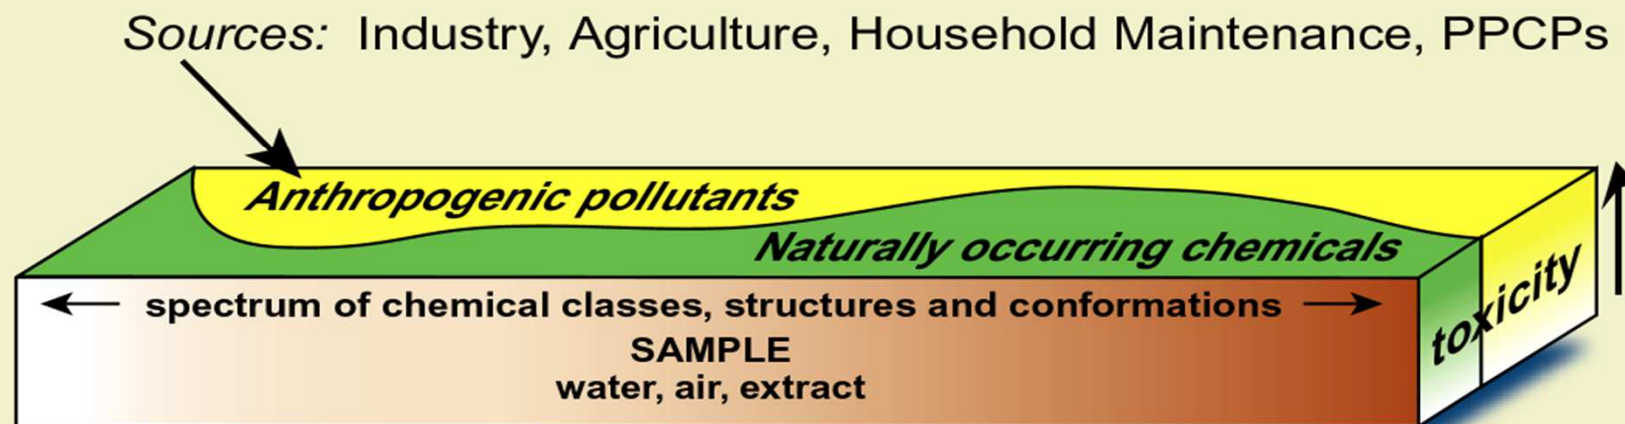 Sources: Industry, Agriculture, Household Maintenance, PPCPs
Anthropogenic pollutants
Naturally occurring chemicals
spectrum of chemical classes, structures and conformations
toxicity
SAMPLE
water, air, extract